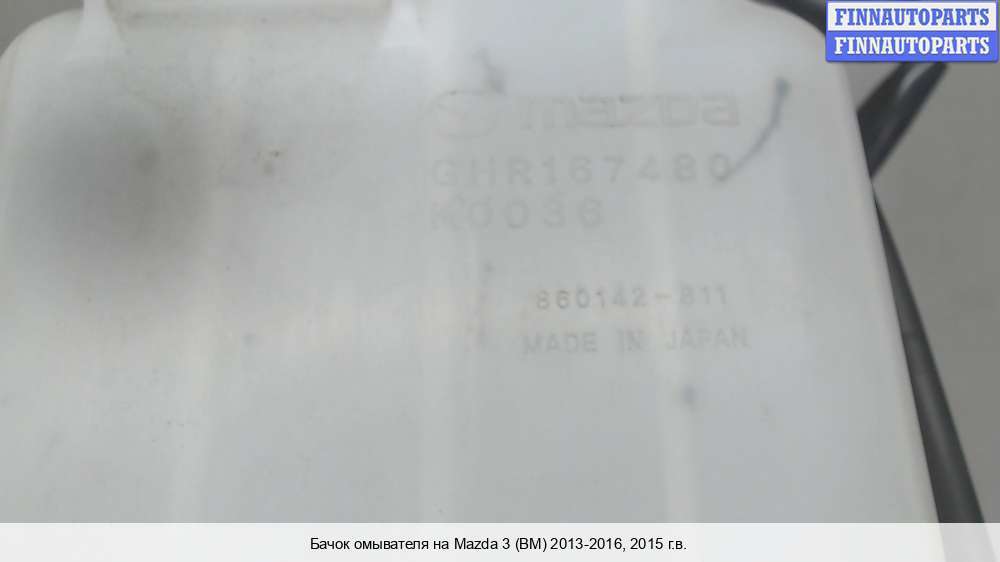 FINNAUTOPARTS
FINNAUTOPARTS
mazda
GHR167480
K0036
860142-811
MADE IN JAPAN
Бачок омывателя на Mazda 3 (BM) 2013-2016, 2015 г.в.